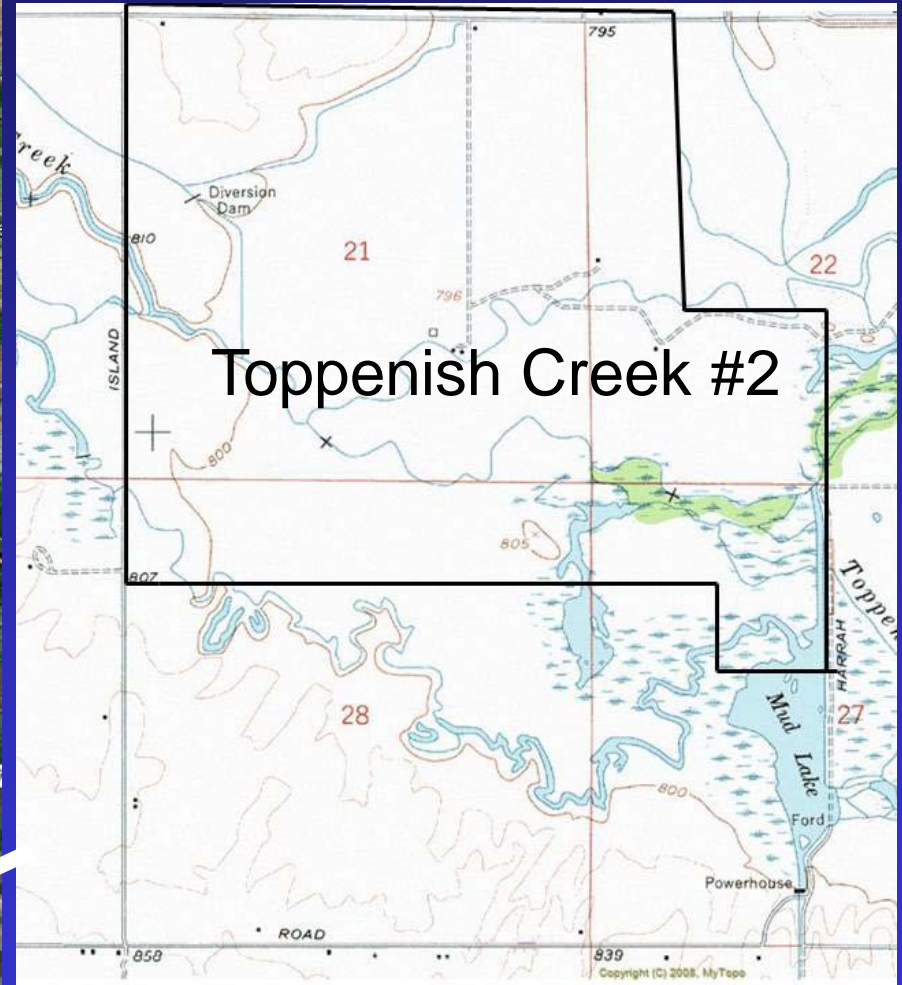 795
reek
Diversion
Dam
810
21
22
796
ISLAND
Toppenish Creek #2
800
805
807
Toppen
HARRAH
28
Mud
Lake
27
800
Ford
Powerhouse
ROAD
858
839
Copyright (C) 2008, MyTopo